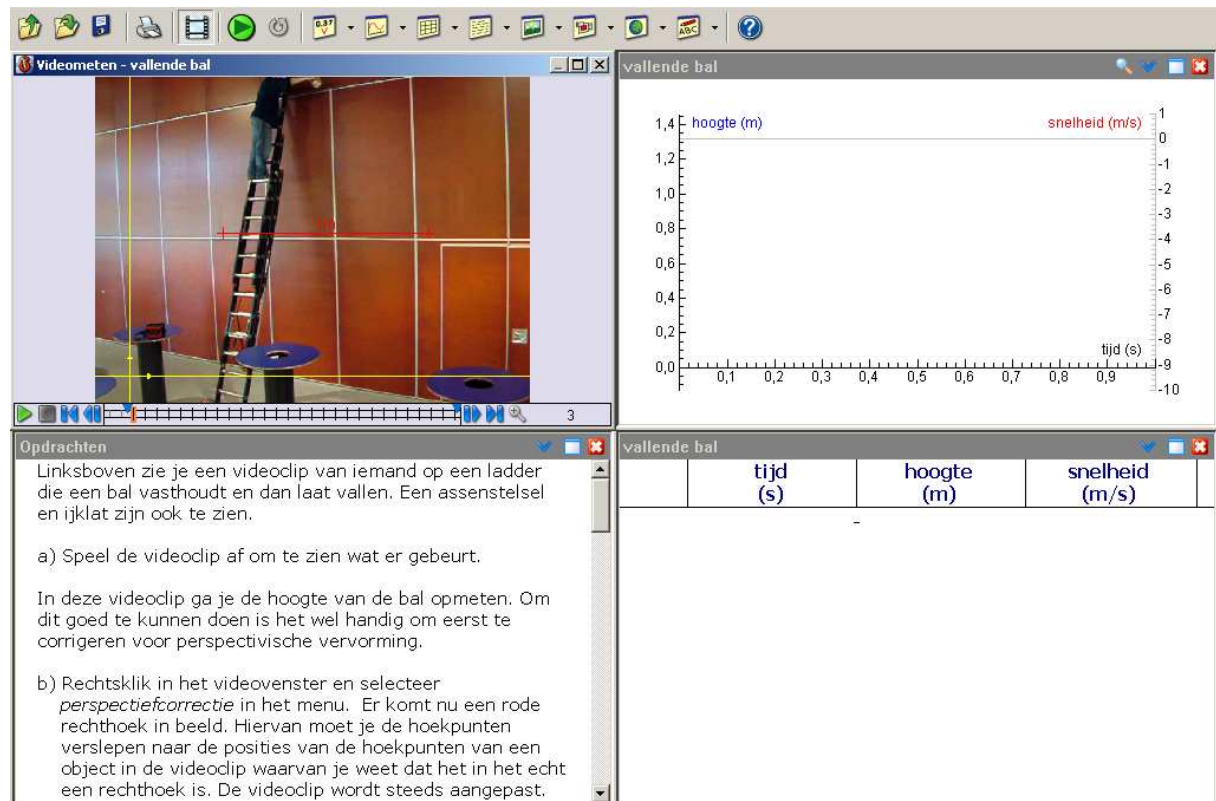 0.37
V
ABC
Videometen - vallende bal
3
vallende bal
hoogte (m)
snelheid (m/s)
1,4
1,2
1,0
0,8
0,6
0,4
0,2
0,0
0,1 0,2 0,3 0,4 0,5 0,6 0,7 0,8 0,9
tijd (s)
1
0
-1
-2
-3
-4
-5
-6
-7
-8
-9
-10
Opdrachten
Linksboven zie je een videoclip van iemand op een ladder
die een bal vasthoudt en dan laat vallen. Een assenstelsel
en ijklat zijn ook te zien.
a) Speel de videoclip af om te zien wat er gebeurt.
In deze videoclip ga je de hoogte van de bal opmeten. Om
dit goed te kunnen doen is het wel handig om eerst te
corrigeren voor perspectivische vervorming.
b) Rechtsklik in het videovenster en selecteer
perspectiefcorrectie in het menu. Er komt nu een rode
rechthoek in beeld. Hiervan moet je de hoekpunten
verslepen naar de posities van de hoekpunten van een
object in de videoclip waarvan je weet dat het in het echt
een rechthoek is. De videoclip wordt steeds aangepast.
vallende bal
tijd hoogte snelheid
(s) (m) (m/s)
-